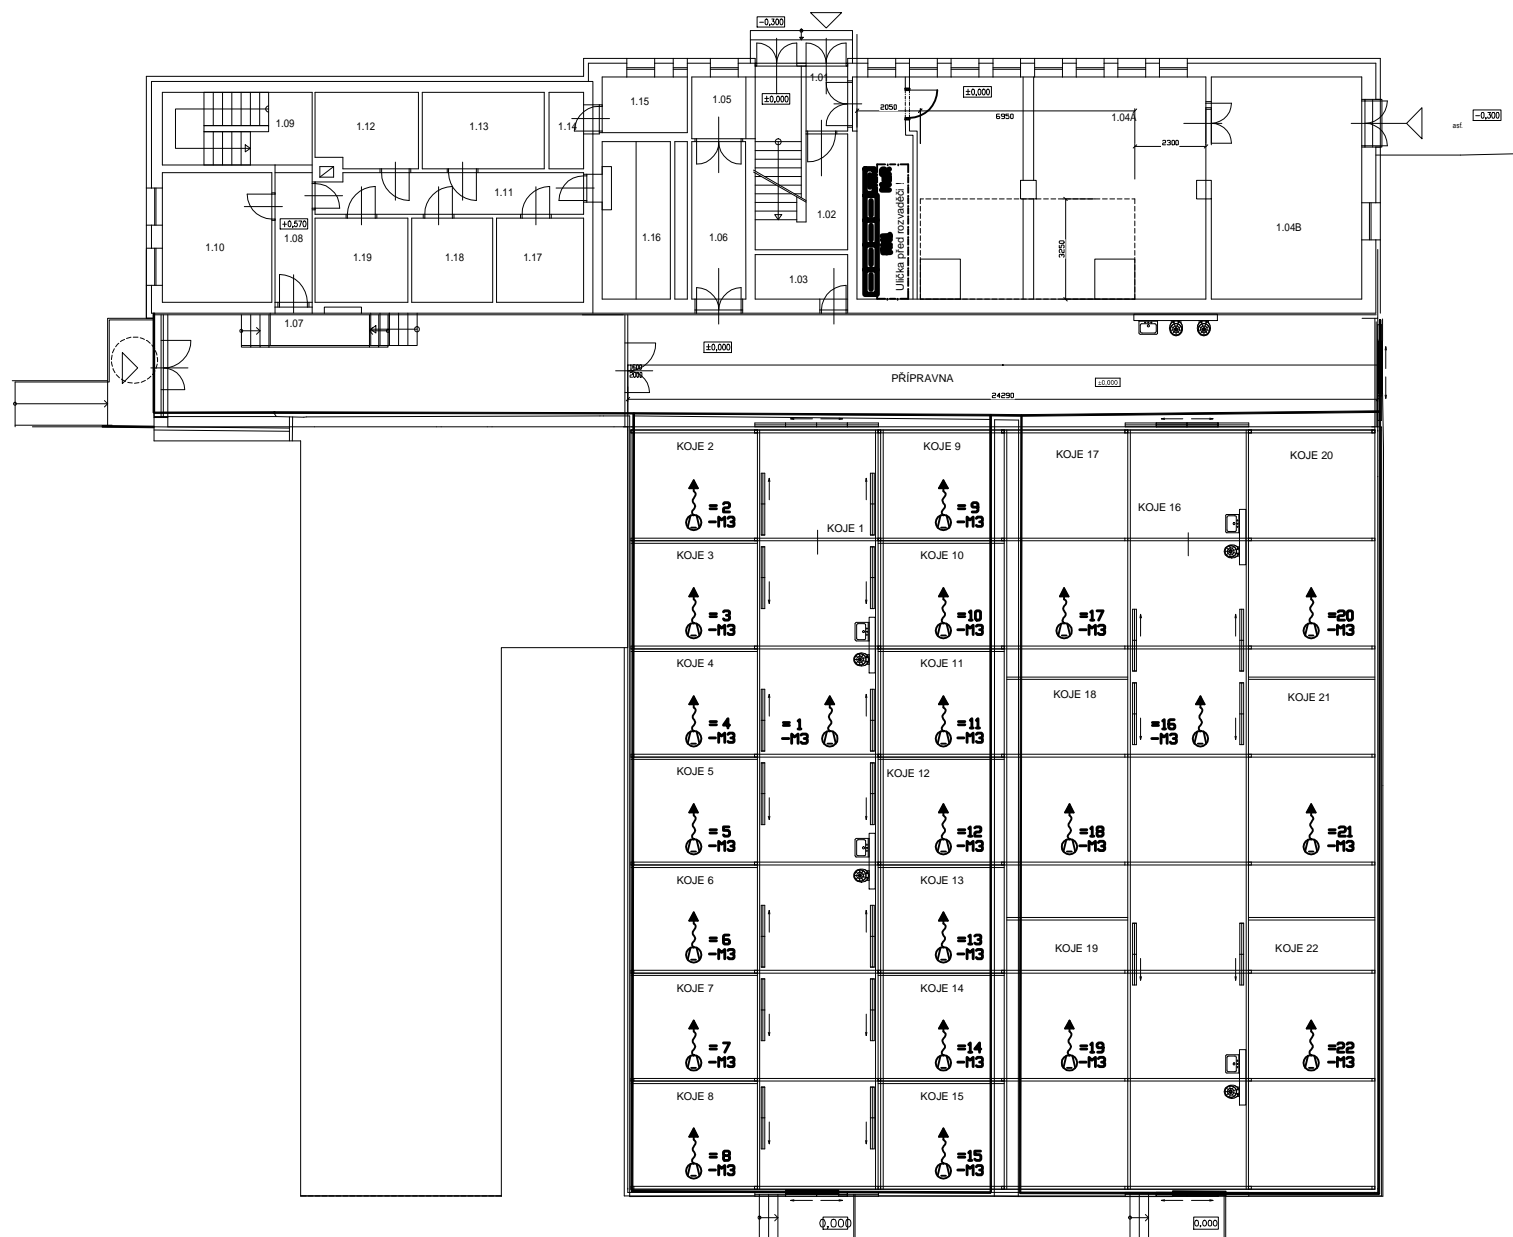 -0,300
1.01
1.15
1.05
±0,000
±0,000
2050
6950
1.04A
-0,300
asf.
1.09
1.12
1.13
1.14
2300
1.11
1.02
Ulička před rozvaděči !
+0,570
1.10
1.08
1.19
1.18
1.17
1.16
1.06
1.04B
3250
1.03
1.07
±0,000
PŘÍPRAVNA
±0,000
24290
KOJE 2
KOJE 9
KOJE 17
KOJE 20
= 2
-M3
= 9
-M3
KOJE 1
KOJE 16
KOJE 3
KOJE 10
= 3
-M3
=10
-M3
=17
-M3
=20
-M3
KOJE 4
KOJE 11
KOJE 18
KOJE 21
= 4
-M3
= 1
-M3
=11
-M3
=16
-M3
KOJE 5
KOJE 12
= 5
-M3
=12
-M3
=18
-M3
=21
-M3
KOJE 6
KOJE 13
= 6
-M3
=13
-M3
KOJE 19
KOJE 22
KOJE 7
KOJE 14
= 7
-M3
=14
-M3
=19
-M3
=22
-M3
KOJE 8
KOJE 15
= 8
-M3
=15
-M3
0,000
0,000